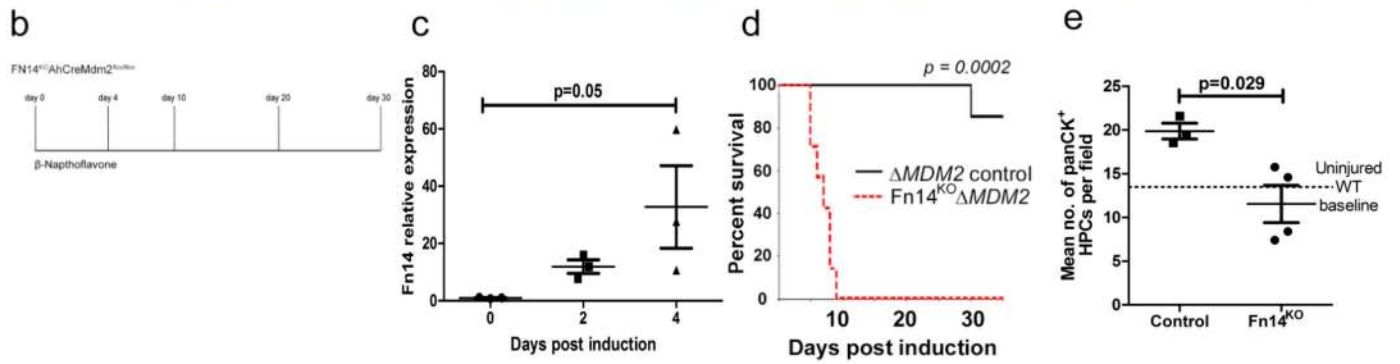 b
FN14ᴷᴼAhCreMdm2
day 0 day 4 day 10 day 20 day 30
β-Napthoflavone
c
Fn14 relative expression
80
60
40
20
0
p=0.05
0 2 4
Days post induction
d
p = 0.0002
Percent survival
100
80
60
40
20
0
ΔMDM2 control
Fn14ᴷᴼΔMDM2
10 20 30
Days post induction
e
Mean no. of panCK⁺
HPCs per field
25
20
15
10
5
0
p=0.029
Uninjured
WT
baseline
Control Fn14ᴷᴼ